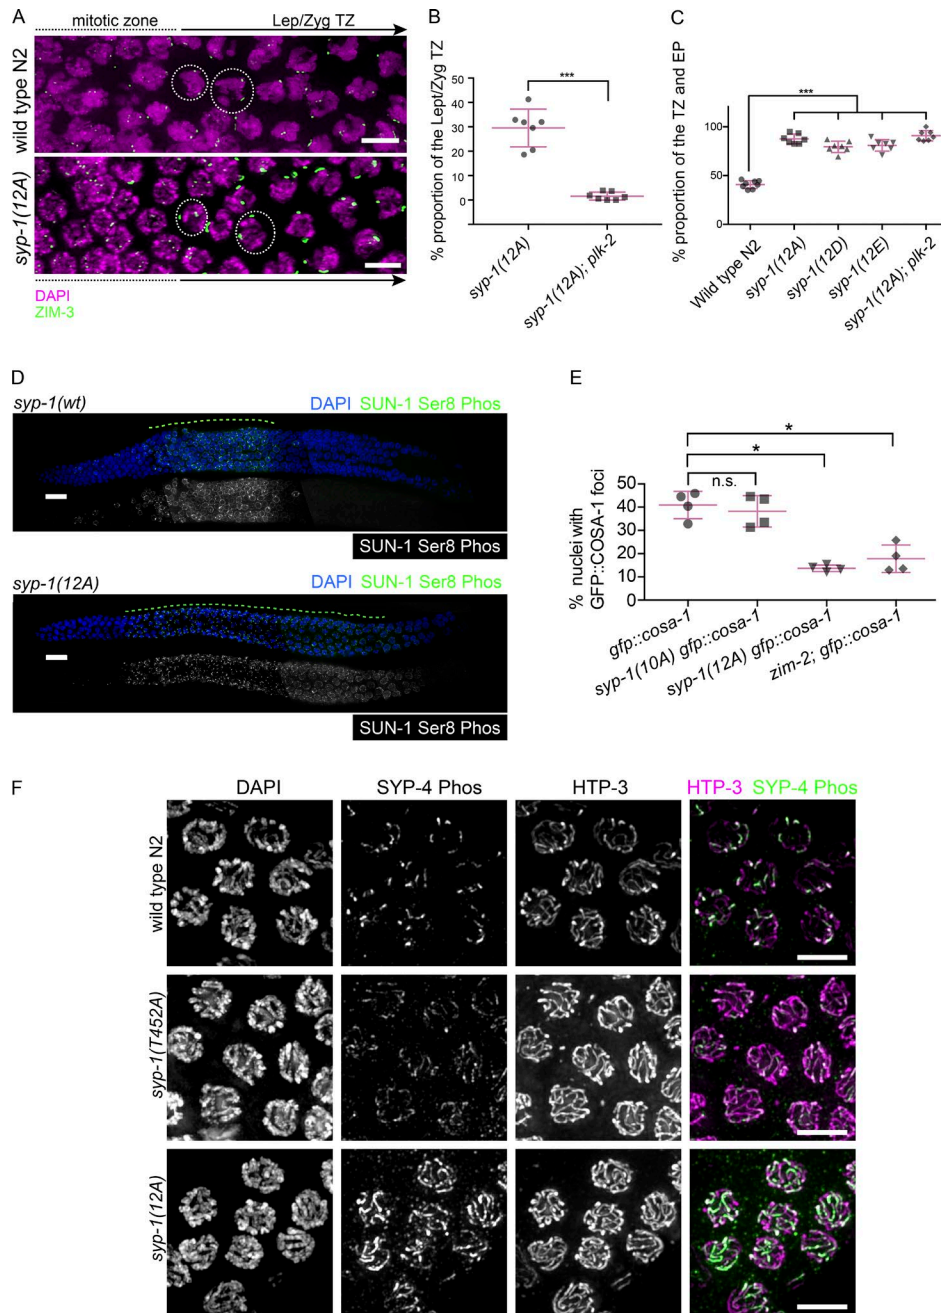 A
mitotic zone
Lep/Zyg TZ
wild type N2
syp-1(12A)
DAPI
ZIM-3
B
% proportion of the Lept/Zyg TZ
50
40
30
20
10
0
***
syp-1(12A)
syp-1(12A); plk-2
C
% proportion of the TZ and EP
100
50
0
***
Wild type N2
syp-1(12A)
syp-1(12D)
syp-1(12E)
syp-1(12A); plk-2
D
syp-1(wt)
DAPI SUN-1 Ser8 Phos
SUN-1 Ser8 Phos
syp-1(12A)
DAPI SUN-1 Ser8 Phos
SUN-1 Ser8 Phos
E
% nuclei with
GFP::COSA-1 foci
50
40
30
20
10
0
*
*
n.s.
gfp::cosa-1
syp-1(10A) gfp::cosa-1
syp-1(12A) gfp::cosa-1
zim-2; gfp::cosa-1
F
DAPI
SYP-4 Phos
HTP-3
HTP-3 SYP-4 Phos
wild type N2
syp-1(T452A)
syp-1(12A)